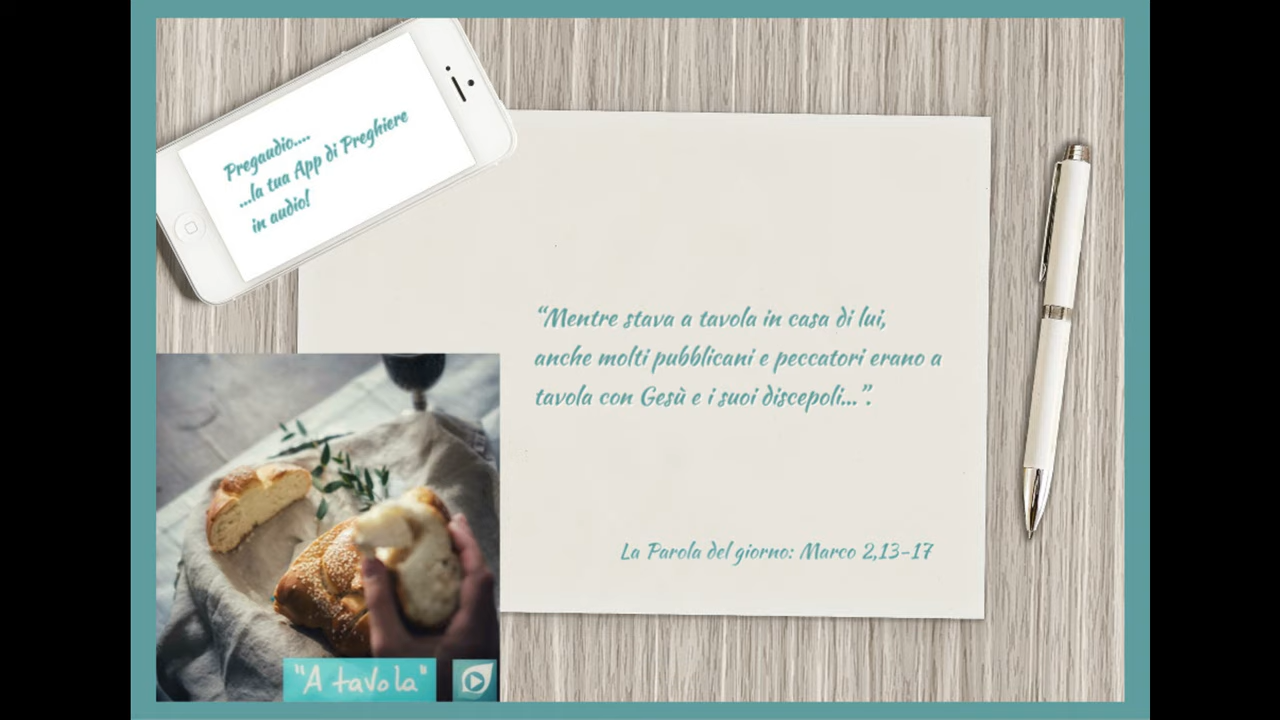 Pregaudio....
...la tua App di Preghiere
in audio!
“Mentre stava a tavola in casa di lui,
anche molti pubblicani e peccatori erano a
tavola con Gesù e i suoi discepoli...”.
La Parola del giorno: Marco 2,13-17
"A tavola"